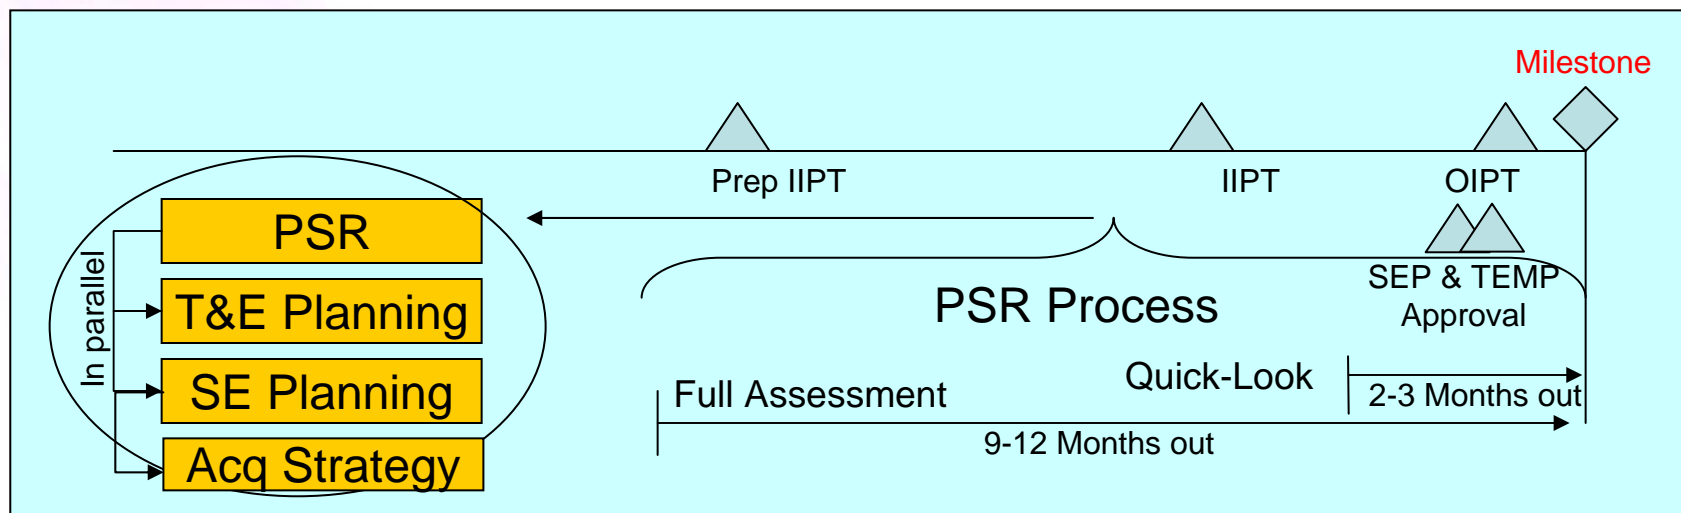 Milestone
Prep IIPT
IIPT
OIPT
In parallel
PSR
T&E Planning
SE Planning
Acq Strategy
PSR Process
SEP & TEMP
Approval
Full Assessment
Quick-Look
2-3 Months out
9-12 Months out